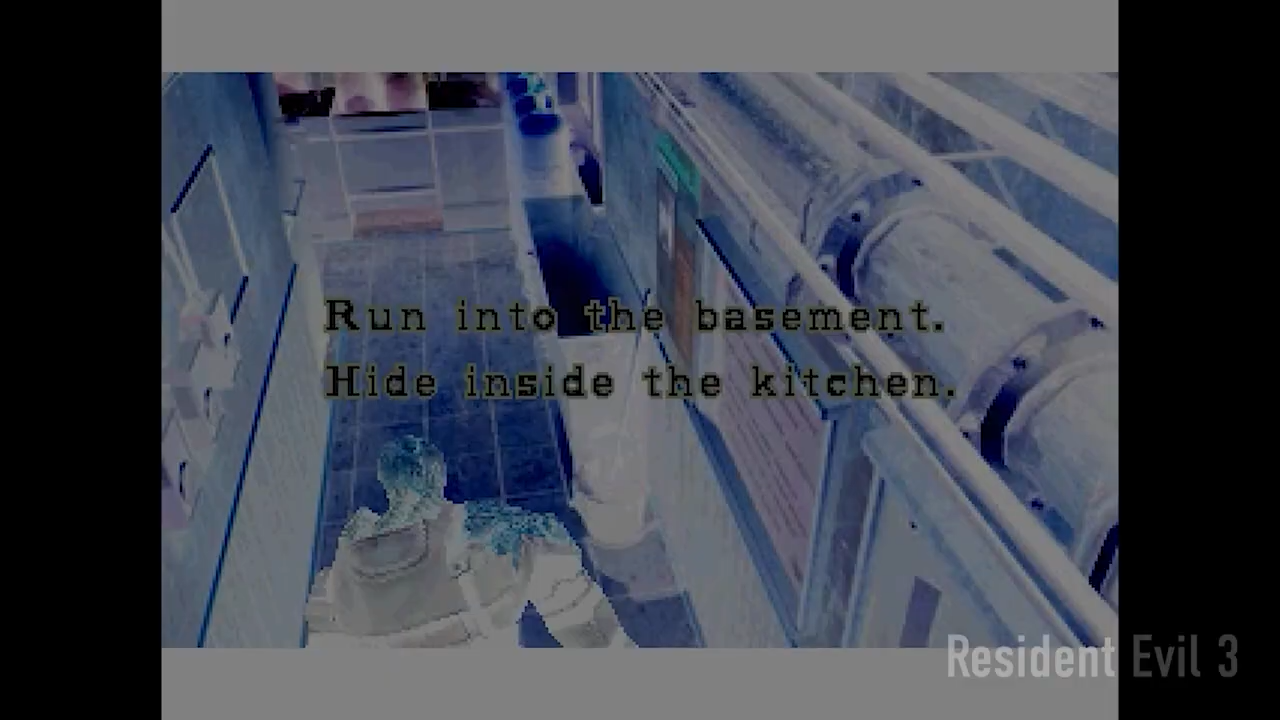 Run into the basement.
Hide inside the kitchen.
Resident Evil 3